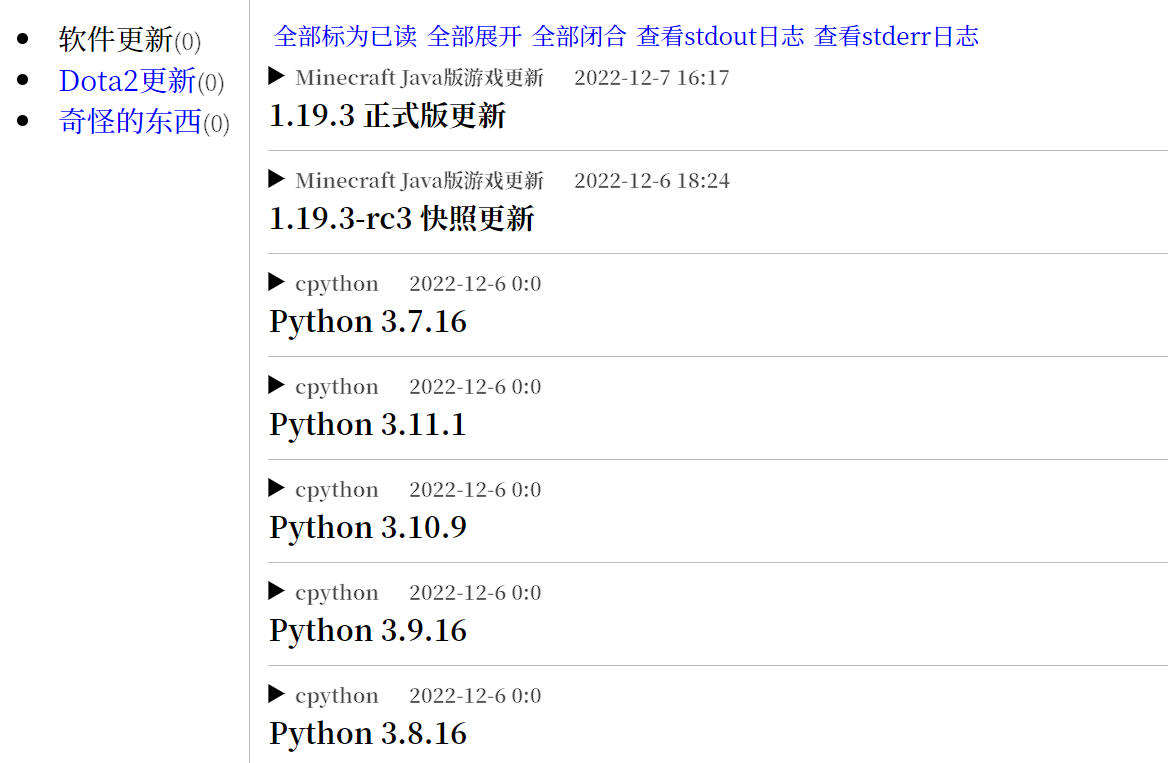 软件更新(0)
Dota2更新(0)
奇怪的东西(0)
全部标为已读 全部展开 全部闭合 查看stdout日志 查看stderr日志
Minecraft Java版游戏更新 2022-12-7 16:17
1.19.3 正式版更新
Minecraft Java版游戏更新 2022-12-6 18:24
1.19.3-rc3 快照更新
cpython 2022-12-6 0:0
Python 3.7.16
cpython 2022-12-6 0:0
Python 3.11.1
cpython 2022-12-6 0:0
Python 3.10.9
cpython 2022-12-6 0:0
Python 3.9.16
cpython 2022-12-6 0:0
Python 3.8.16